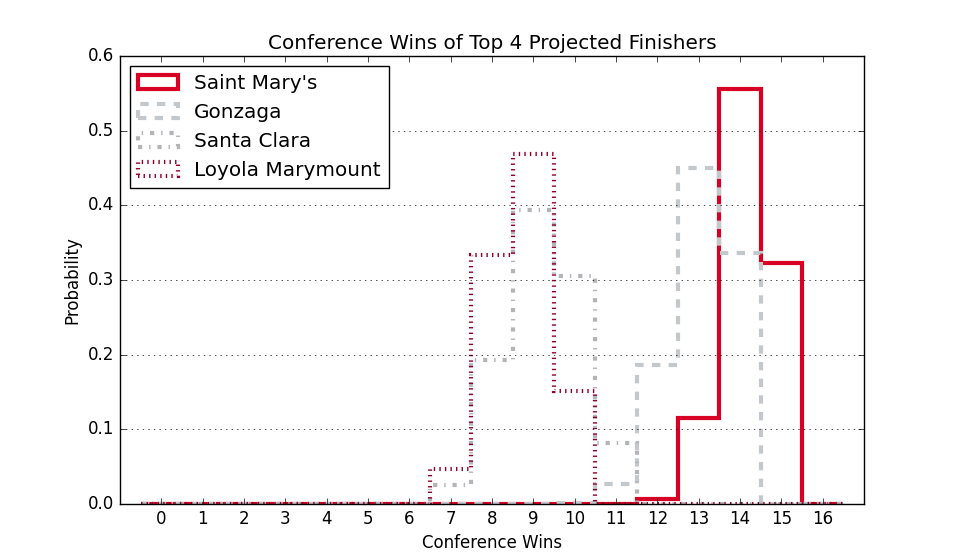 Conference Wins of Top 4 Projected Finishers
0.6
0.5
0.4
0.3
0.2
0.1
0.0
Probability
Saint Mary's
Gonzaga
Santa Clara
Loyola Marymount
0 1 2 3 4 5 6 7 8 9 10 11 12 13 14 15 16
Conference Wins